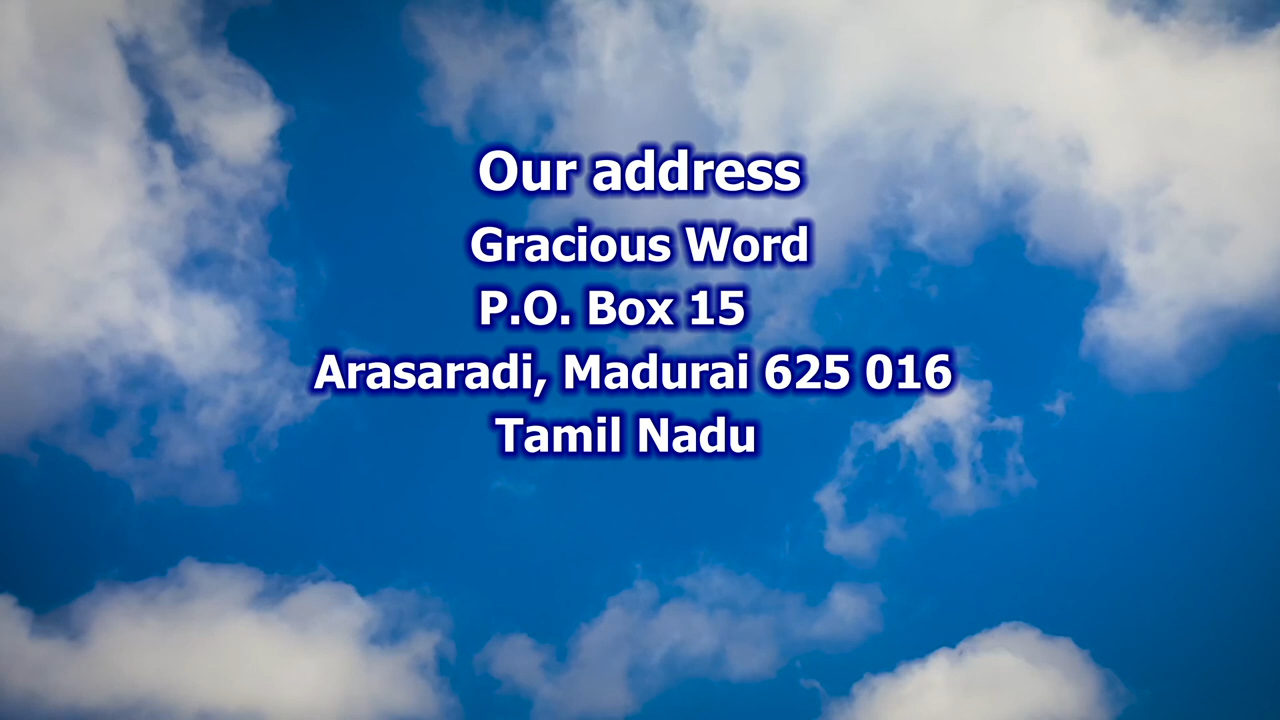 Our address
Gracious Word
P.O. Box 15
Arasaradi, Madurai 625 016
Tamil Nadu